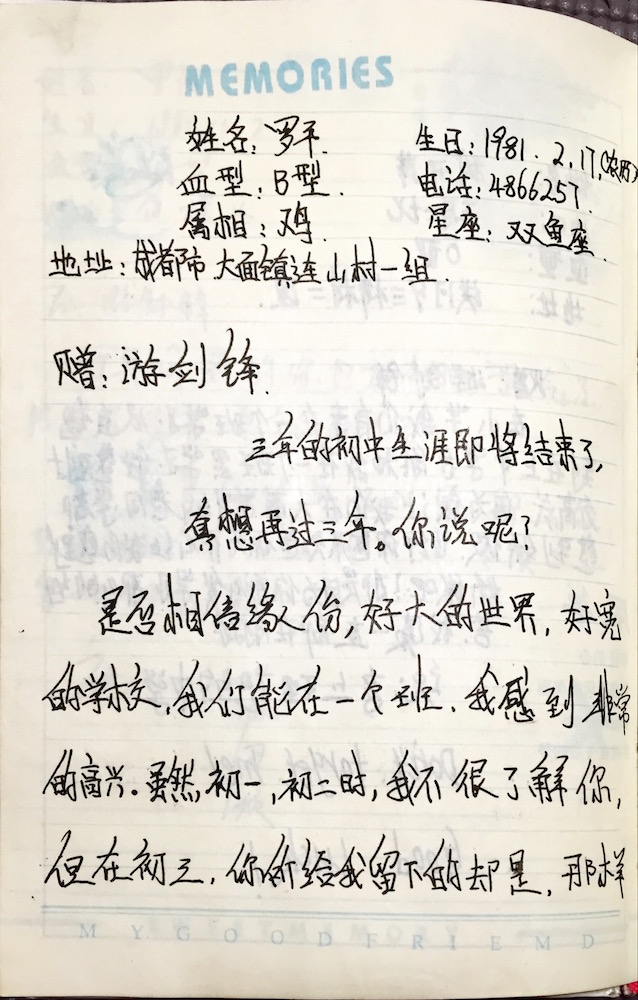 MEMORIES
姓名：罗平. 生日：1981.2.17.(农历)
血型：B型. 电话：4866257.
属相：鸡. 星座：双鱼座.
地址：成都市大面镇连山村一组.
赠：游剑锋.
三年的初中生涯即将结束了,
真想再过三年。你说呢?
是否相信缘人份,好大的世界,好宽
的学校,我们能在一个班,我感到非常
的高兴.虽然,初一,初二时,我不很了解你,
但在初三,你所给我留下的却是,那样
MY GOOD FRIEMD